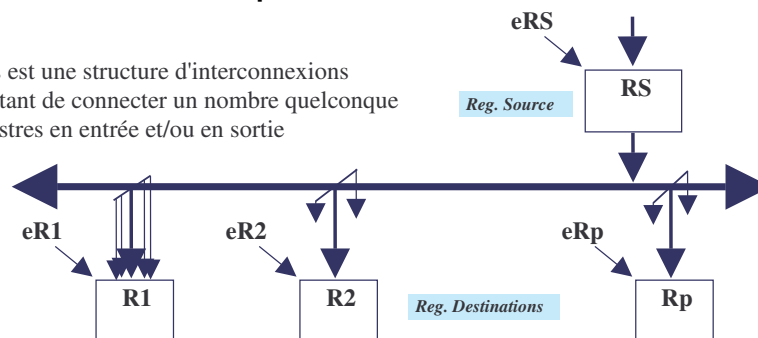 eRS
s est une structure d'interconnexions
tant de connecter un nombre quelconque
stres en entrée et/ou en sortie
Reg. Source
RS
eR1
eR2
eRp
R1
R2
Reg. Destinations
Rp